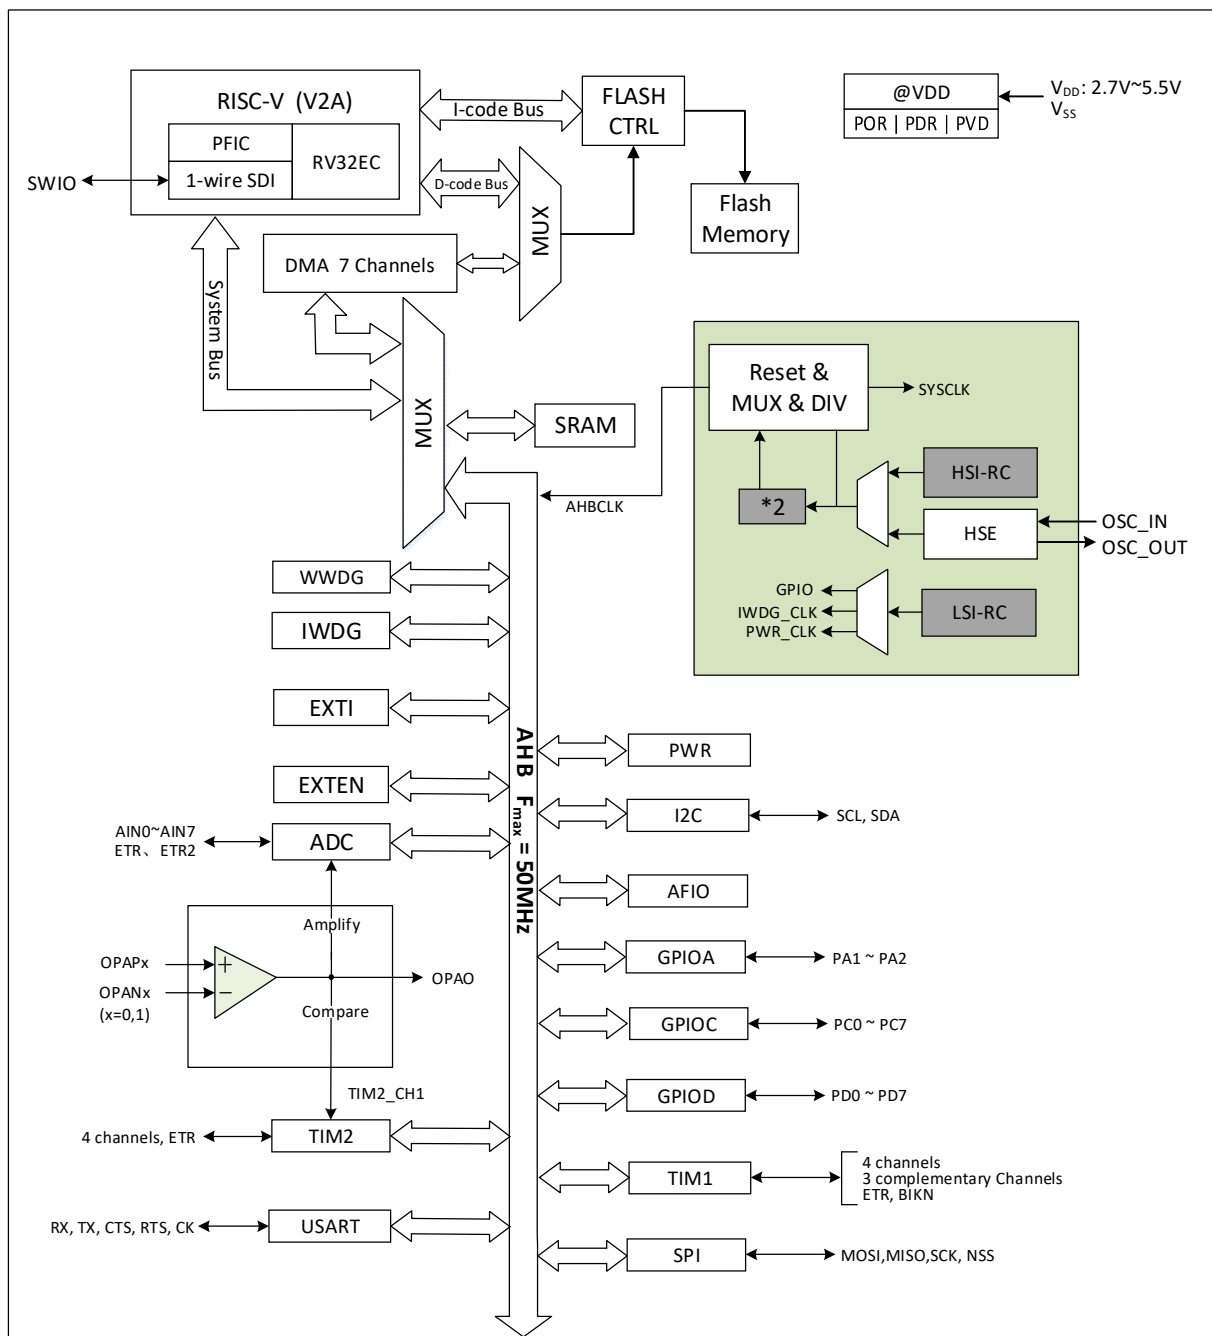 RISC-V (V2A)
PFIC
1-wire SDI
RV32EC
SWIO
I-code Bus
FLASH
CTRL
@VDD
POR | PDR | PVD
VDD: 2.7V~5.5V
VSS
D-code Bus
MUX
Flash
Memory
DMA 7 Channels
System Bus
MUX
SRAM
Reset &
MUX & DIV
SYSCLK
AHBCLK
*2
HSI-RC
HSE
OSC_IN
OSC_OUT
GPIO
IWDG_CLK
PWR_CLK
LSI-RC
WWDG
IWDG
EXTI
EXTEN
AHB Fmax = 50MHz
AIN0~AIN7
ETR、ETR2
ADC
Amplify
OPAPx
OPANx
(x=0,1)
+
−
OPAO
Compare
TIM2_CH1
4 channels, ETR
TIM2
RX, TX, CTS, RTS, CK
USART
PWR
I2C
SCL, SDA
AFIO
GPIOA
PA1 ~ PA2
GPIOC
PC0 ~ PC7
GPIOD
PD0 ~ PD7
TIM1
4 channels
3 complementary Channels
ETR, BIKN
SPI
MOSI,MISO,SCK, NSS